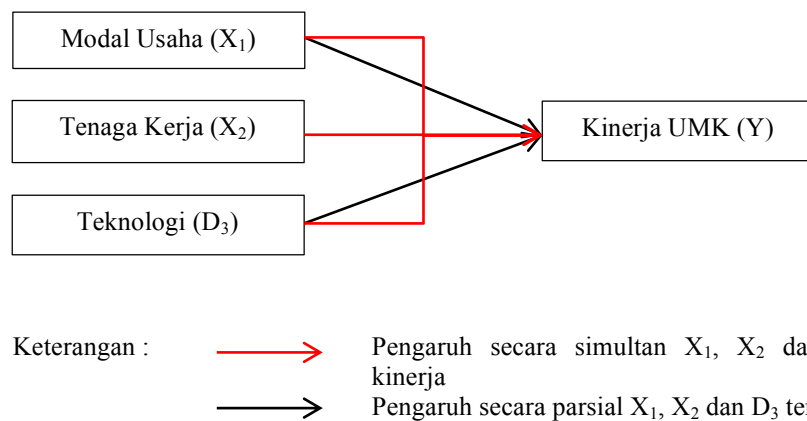 Modal Usaha (X₁)
Tenaga Kerja (X₂)
Kinerja UMK (Y)
Teknologi (D₃)
Keterangan :
Pengaruh secara simultan X₁, X₂
kinerja
Pengaruh secara parsial X₁, X₂ dan D₃